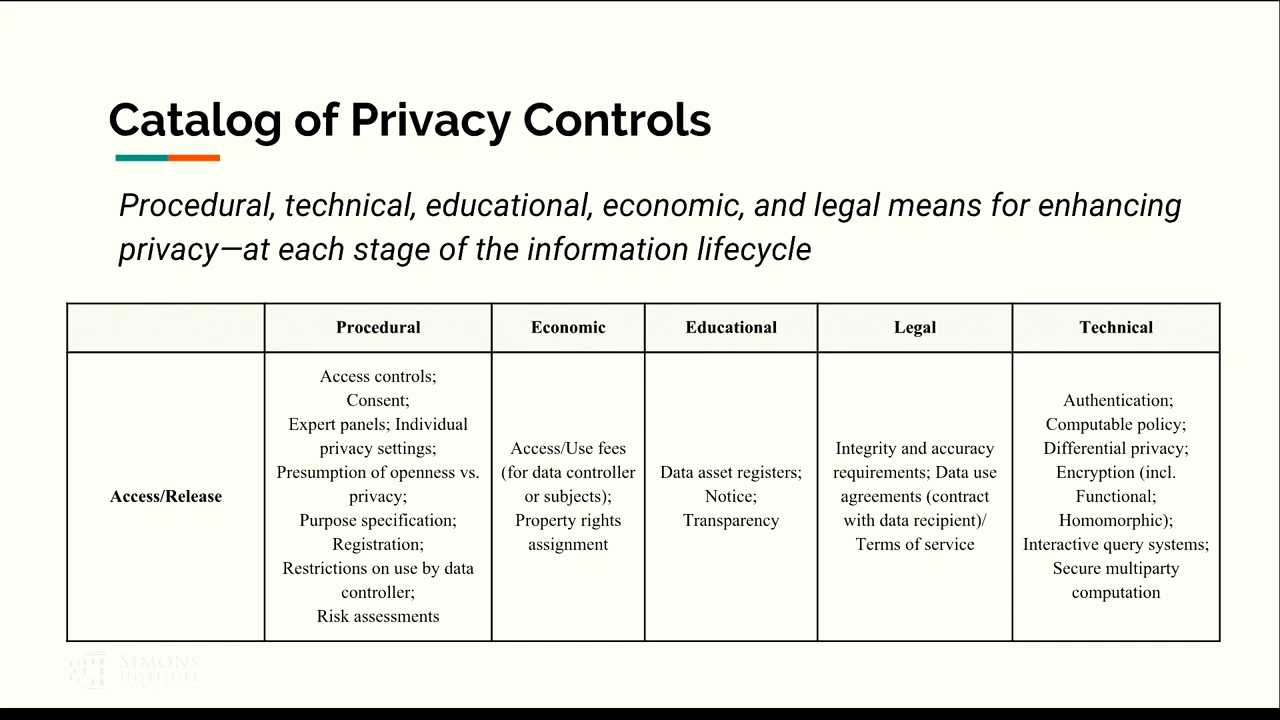 Catalog of Privacy Controls
Procedural, technical, educational, economic, and legal means for enhancing
privacy—at each stage of the information lifecycle
Procedural
Economic
Educational
Legal
Technical
Access/Release
Access controls;
Consent;
Expert panels; Individual
privacy settings;
Presumption of openness vs.
privacy;
Purpose specification;
Registration;
Restrictions on use by data
controller;
Risk assessments
Access/Use fees
(for data controller
or subjects);
Property rights
assignment
Data asset registers;
Notice;
Transparency
Integrity and accuracy
requirements; Data use
agreements (contract
with data recipient)/
Terms of service
Authentication;
Computable policy;
Differential privacy;
Encryption (incl.
Functional;
Homomorphic);
Interactive query systems;
Secure multiparty
computation
SIMONS
INSTITUTE